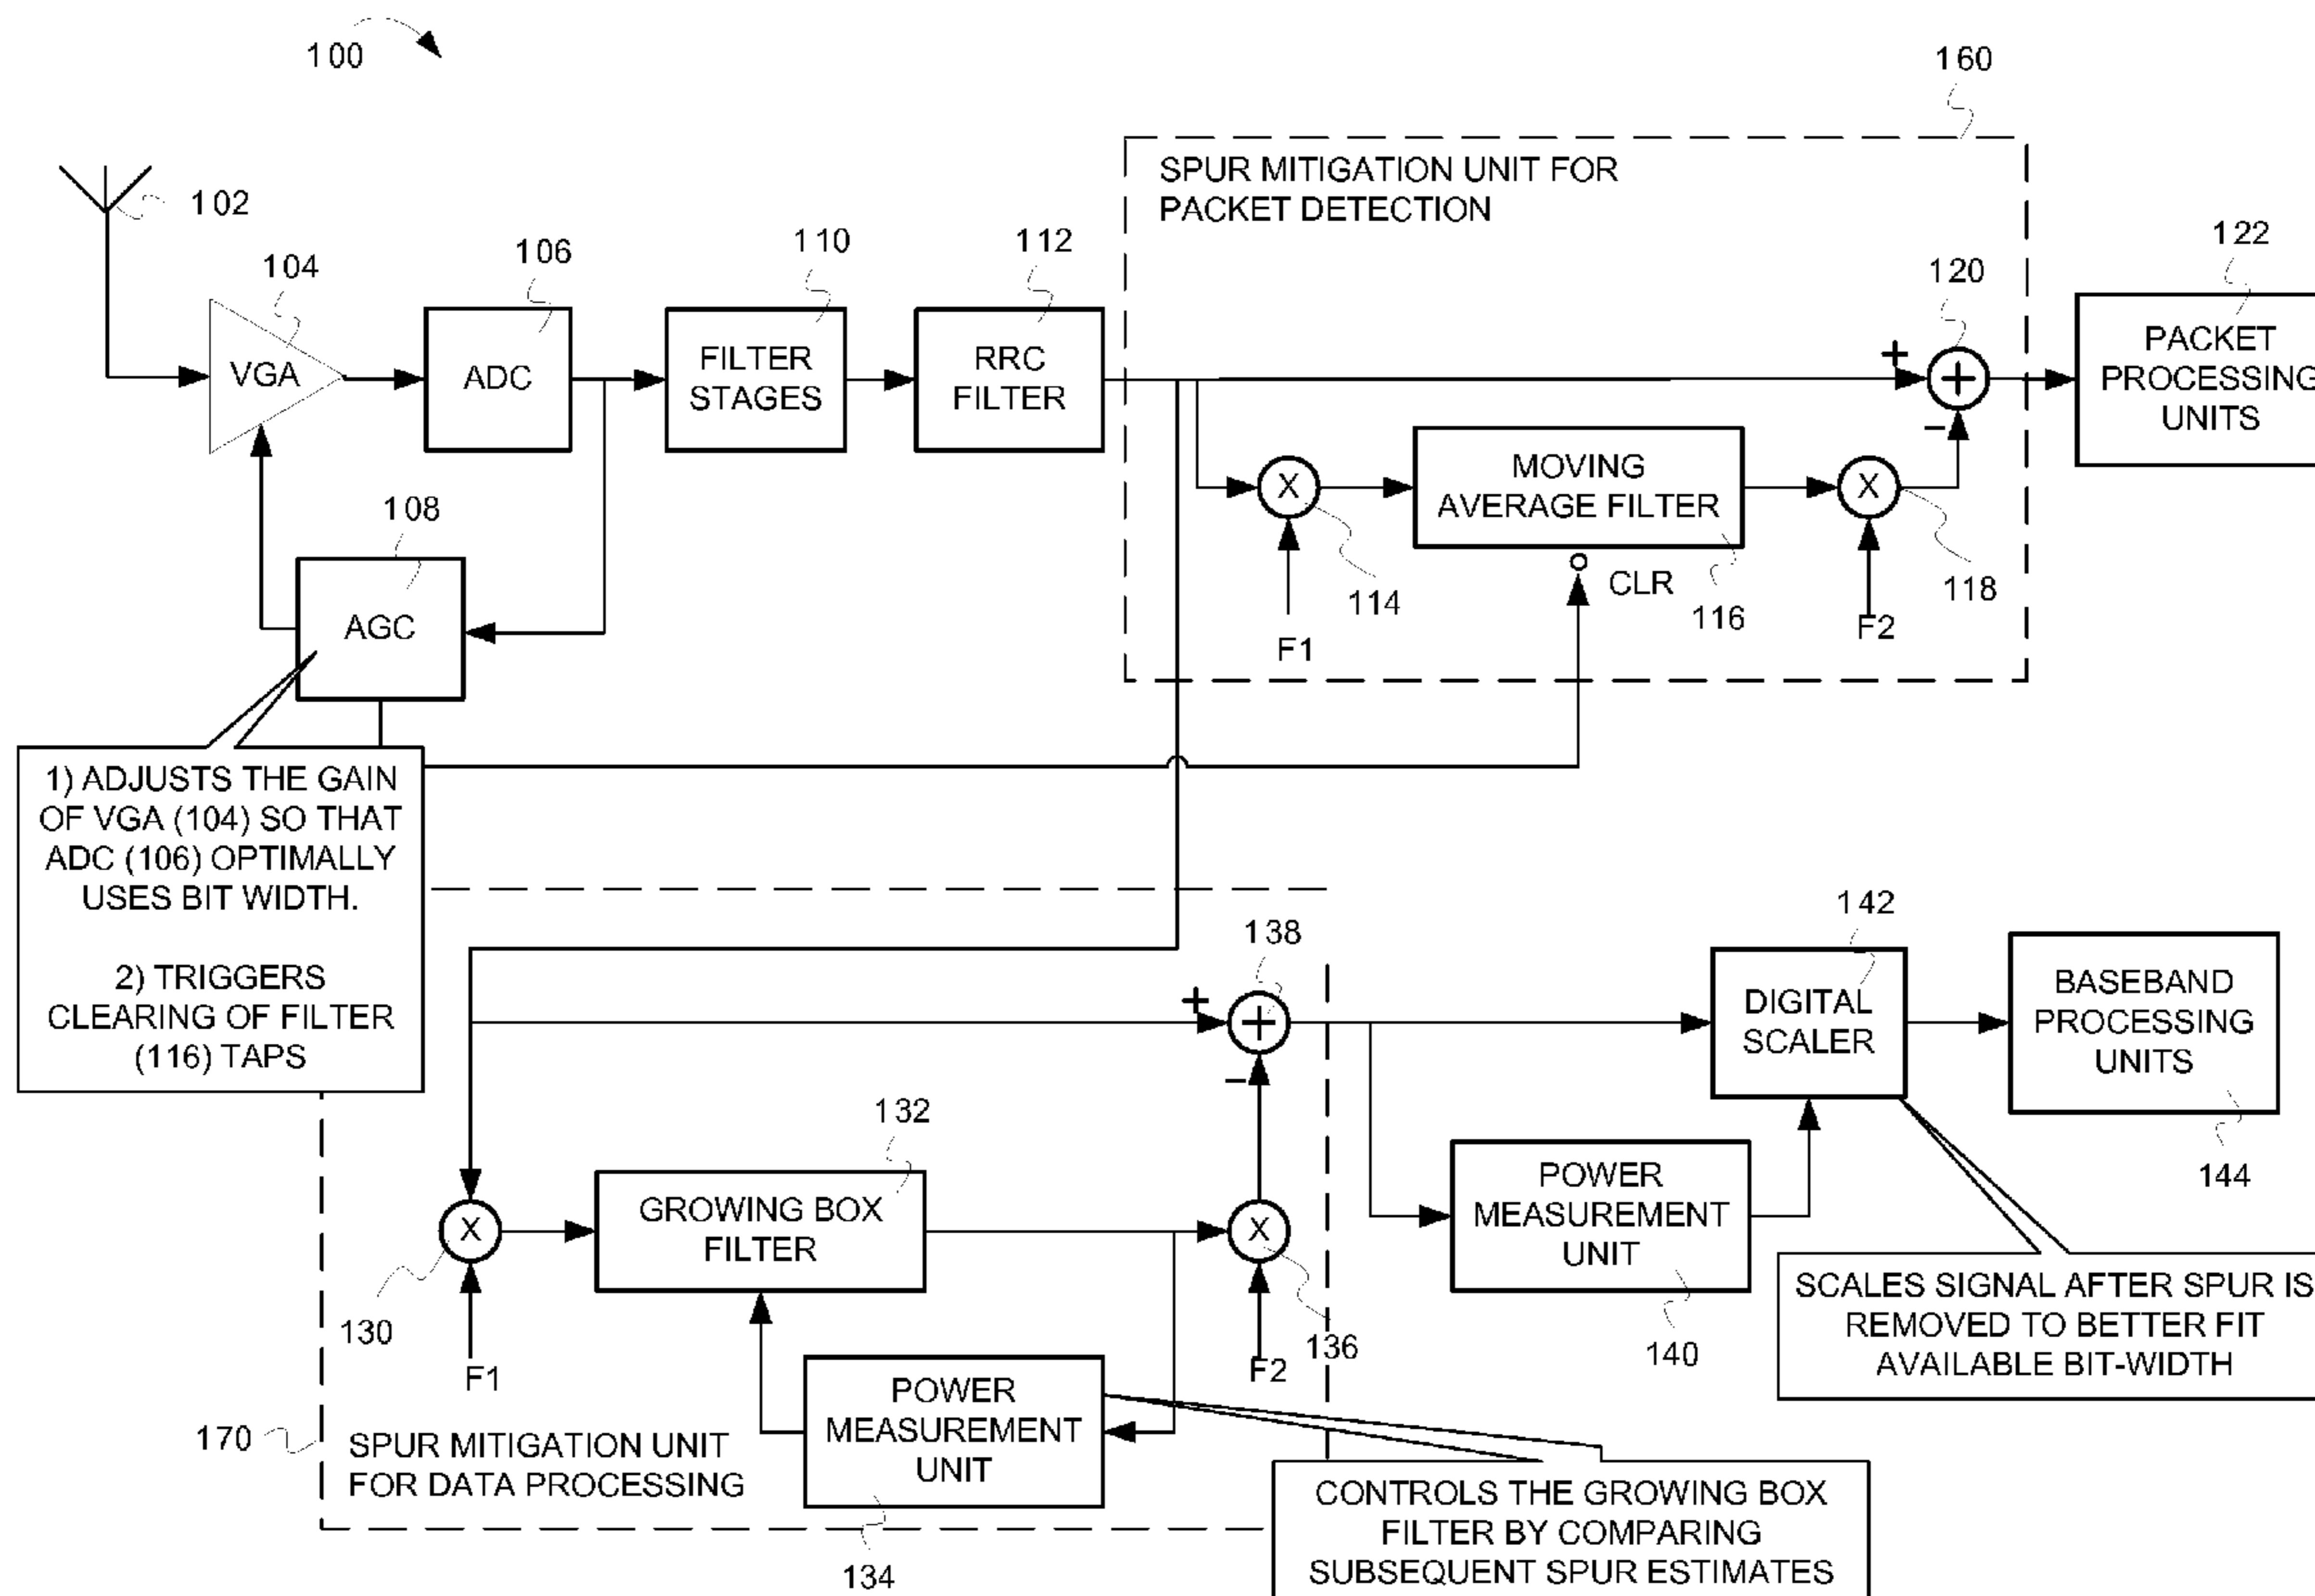 100
160
SPUR MITIGATION UNIT FOR
PACKET DETECTION
102
104
106
110
112
120
122
VGA
ADC
FILTER
STAGES
RRC
FILTER
+
+
−
PACKET
PROCESSING
UNITS
X
MOVING
AVERAGE FILTER
X
108
AGC
114
CLR
116
118
F1
F2
1) ADJUSTS THE GAIN
OF VGA (104) SO THAT
ADC (106) OPTIMALLY
USES BIT WIDTH.
2) TRIGGERS
CLEARING OF FILTER
(116) TAPS
138
142
+
+
−
DIGITAL
SCALER
BASEBAND
PROCESSING
UNITS
132
144
X
GROWING BOX
FILTER
X
POWER
MEASUREMENT
UNIT
130
136
140
F1
F2
SCALES SIGNAL AFTER SPUR IS
REMOVED TO BETTER FIT
AVAILABLE BIT-WIDTH
POWER
MEASUREMENT
UNIT
170
SPUR MITIGATION UNIT
FOR DATA PROCESSING
134
CONTROLS THE GROWING BOX
FILTER BY COMPARING
SUBSEQUENT SPUR ESTIMATES